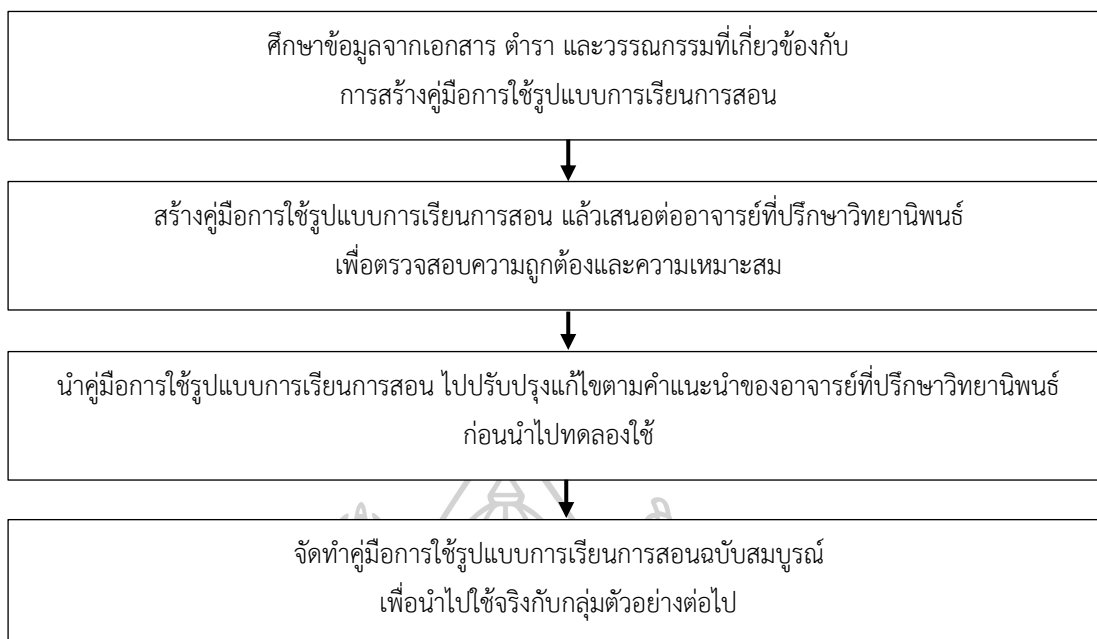 ศึกษาข้อมูลจากเอกสาร ตำรา และวรรณกรรมที่เกี่ยวข้องกับ
การสร้างคู่มือการใช้รูปแบบการเรียนการสอน
สร้างคู่มือการใช้รูปแบบการเรียนการสอน แล้วเสนอต่ออาจารย์ที่ปรึกษาวิทยานิพนธ์
เพื่อตรวจสอบความถูกต้องและความเหมาะสม
นำคู่มือการใช้รูปแบบการเรียนการสอน ไปปรับปรุงแก้ไขตามคำแนะนำของอาจารย์ที่ปรึกษาวิทยานิพนธ์
ก่อนนำไปทดลองใช้
จัดทำคู่มือการใช้รูปแบบการเรียนการสอนฉบับสมบูรณ์
เพื่อนำไปใช้จริงกับกลุ่มตัวอย่างต่อไป